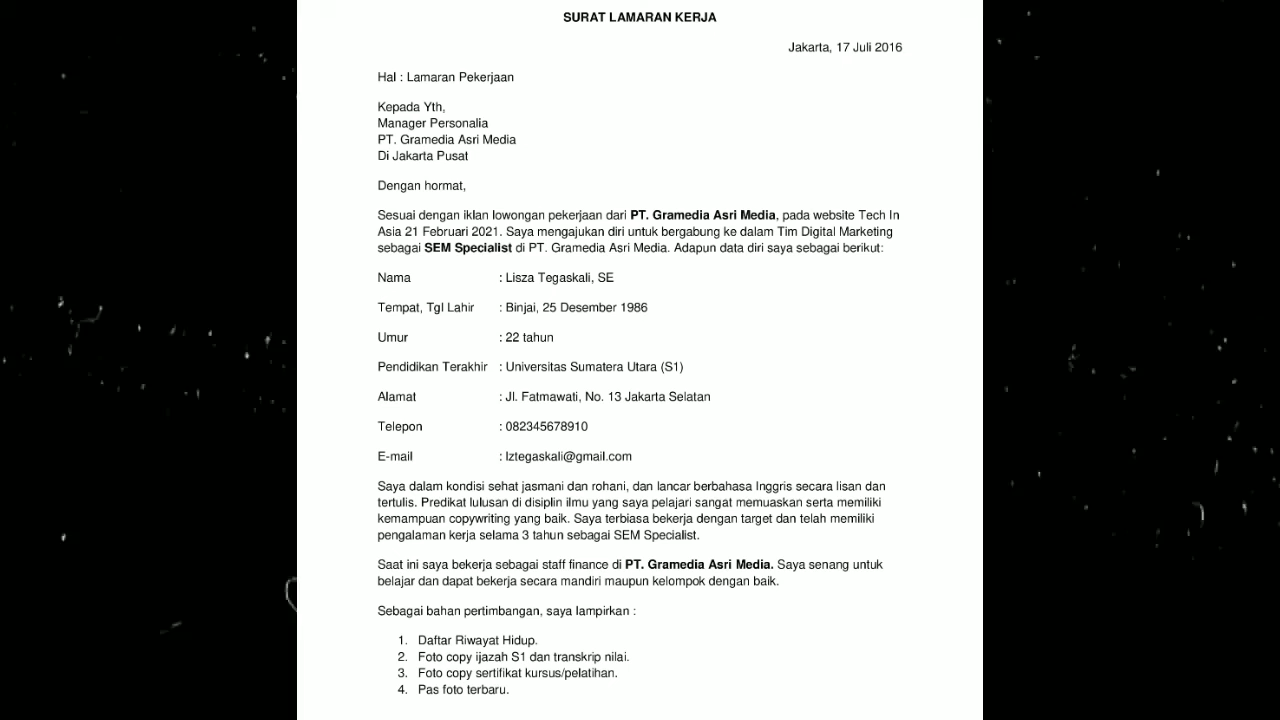 SURAT LAMARAN KERJA
Jakarta, 17 Juli 2016
Hal : Lamaran Pekerjaan
Kepada Yth,
Manager Personalia
PT. Gramedia Asri Media
Di Jakarta Pusat
Dengan hormat,
Sesuai dengan iklan lowongan pekerjaan dari PT. Gramedia Asri Media, pada website Tech In
Asia 21 Februari 2021. Saya mengajukan diri untuk bergabung ke dalam Tim Digital Marketing
sebagai SEM Specialist di PT. Gramedia Asri Media. Adapun data diri saya sebagai berikut:
Nama : Lisza Tegaskali, SE
Tempat, Tgl Lahir : Binjai, 25 Desember 1986
Umur : 22 tahun
Pendidikan Terakhir : Universitas Sumatera Utara (S1)
Alamat : Jl. Fatmawati, No. 13 Jakarta Selatan
Telepon : 082345678910
E-mail : lztegaskali@gmail.com
Saya dalam kondisi sehat jasmani dan rohani, dan lancar berbahasa Inggris secara lisan dan
tertulis. Predikat lulusan di disiplin ilmu yang saya pelajari sangat memuaskan serta memiliki
kemampuan copywriting yang baik. Saya terbiasa bekerja dengan target dan telah memiliki
pengalaman kerja selama 3 tahun sebagai SEM Specialist.
Saat ini saya bekerja sebagai staff finance di PT. Gramedia Asri Media. Saya senang untuk
belajar dan dapat bekerja secara mandiri maupun kelompok dengan baik.
Sebagai bahan pertimbangan, saya lampirkan :
1. Daftar Riwayat Hidup.
2. Foto copy ijazah S1 dan transkrip nilai.
3. Foto copy sertifikat kursus/pelatihan.
4. Pas foto terbaru.